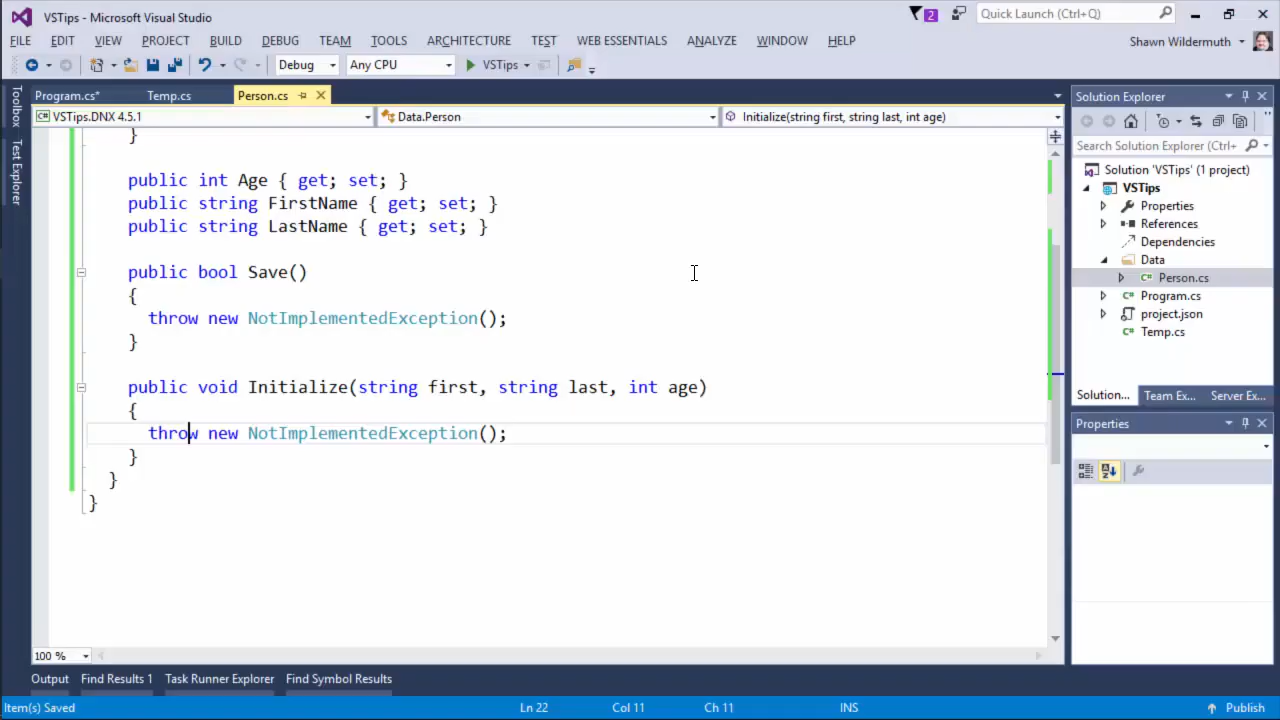 VSTips - Microsoft Visual Studio
2
Quick Launch (Ctrl+Q)
FILE EDIT VIEW PROJECT BUILD DEBUG TEAM TOOLS ARCHITECTURE TEST WEB ESSENTIALS ANALYZE WINDOW HELP
Shawn Wildermuth
Debug
Any CPU
VSTips
Toolbox
Test Explorer
Program.cs*
Temp.cs
Person.cs
VSTips.DNX 4.5.1
Data.Person
Initialize(string first, string last, int age)
}
public int Age { get; set; }
public string FirstName { get; set; }
public string LastName { get; set; }
public bool Save()
{
throw new NotImplementedException();
}
public void Initialize(string first, string last, int age)
{
throw new NotImplementedException();
}
}
}
100 %
Solution Explorer
Search Solution Explorer (Ctrl+
Solution 'VSTips' (1 project)
VSTips
Properties
References
Dependencies
Data
C# Person.cs
C# Program.cs
project.json
C# Temp.cs
Solution... Team Ex... Server Ex...
Properties
Output
Find Results 1
Task Runner Explorer
Find Symbol Results
Item(s) Saved
Ln 22
Col 11
Ch 11
INS
Publish